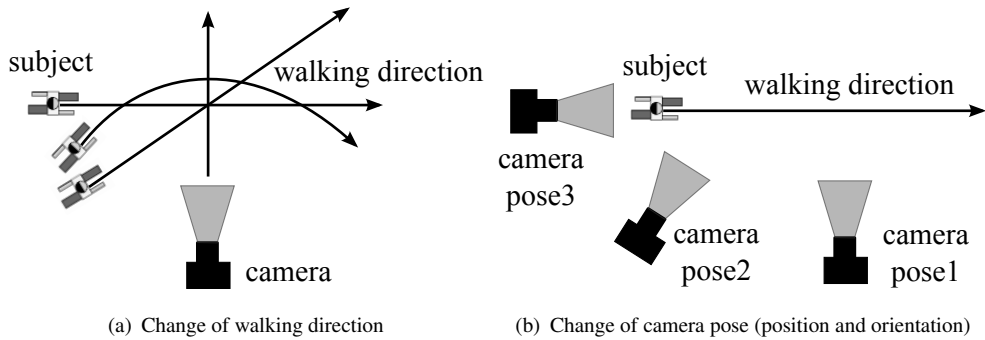 subject
walking direction
camera
(a) Change of walking direction
subject
walking direction
camera
pose3
camera
pose2
camera
pose1
(b) Change of camera pose (position and orientation)